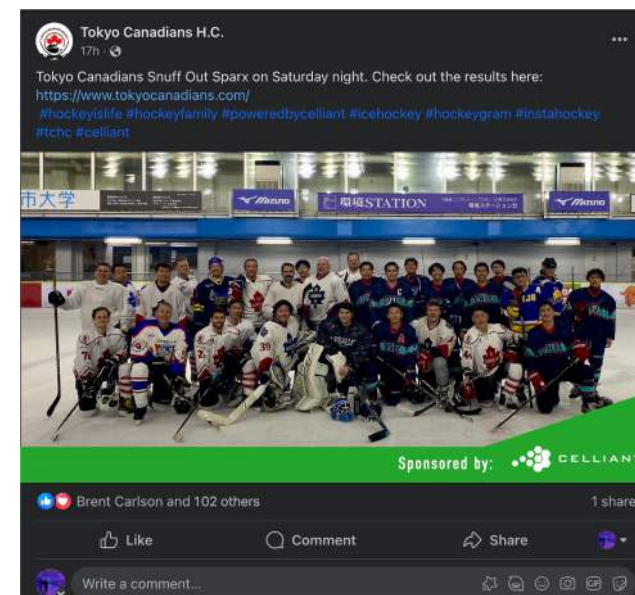 Tokyo Canadians H.C.
17h
Tokyo Canadians Snuff Out Sparx on Saturday night. Check out the results here:
https://www.tokyocanadians.com/
#hockeyislife #hockeyfamily #poweredbycelliant #icehockey #hockeygram #instahockey
#tchc #celliant
市大学
MIZUNO
環境STATION
MIZUNO
39
Sponsored by:
CELLIANT
Brent Carlson and 102 others
1 share
Like
Comment
Share
Write a comment...
GIF